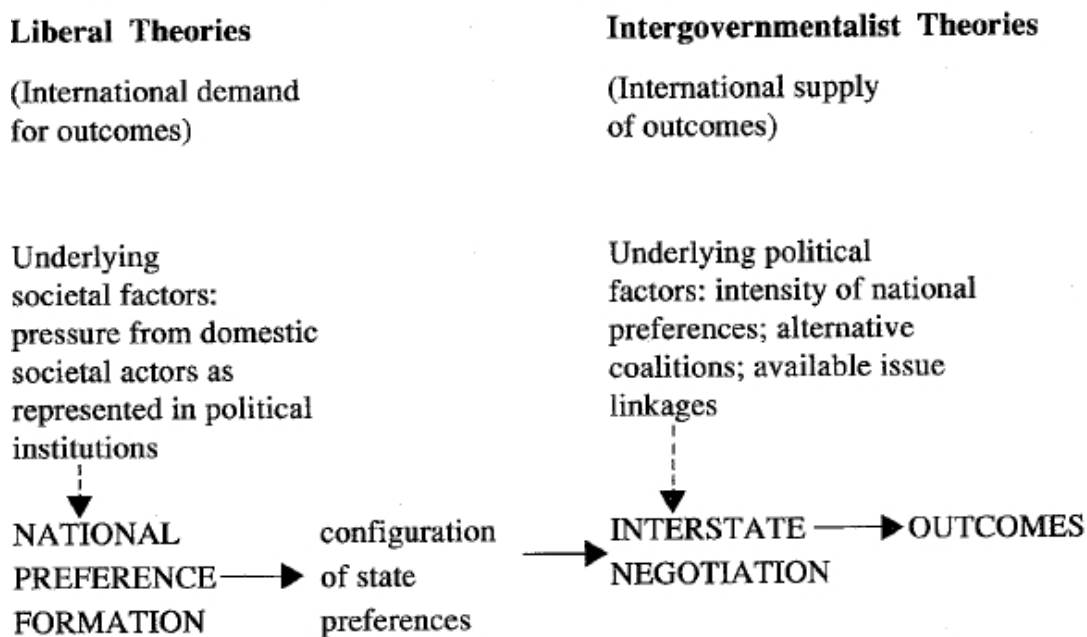 Liberal Theories
(International demand
for outcomes)
Underlying
societal factors:
pressure from domestic
societal actors as
represented in political
institutions
NATIONAL
PREFERENCE
FORMATION
configuration
of state
preferences
Intergovernmentalist Theories
(International supply
of outcomes)
Underlying political
factors: intensity of national
preferences; alternative
coalitions; available issue
linkages
INTERSTATE
NEGOTIATION
OUTCOMES